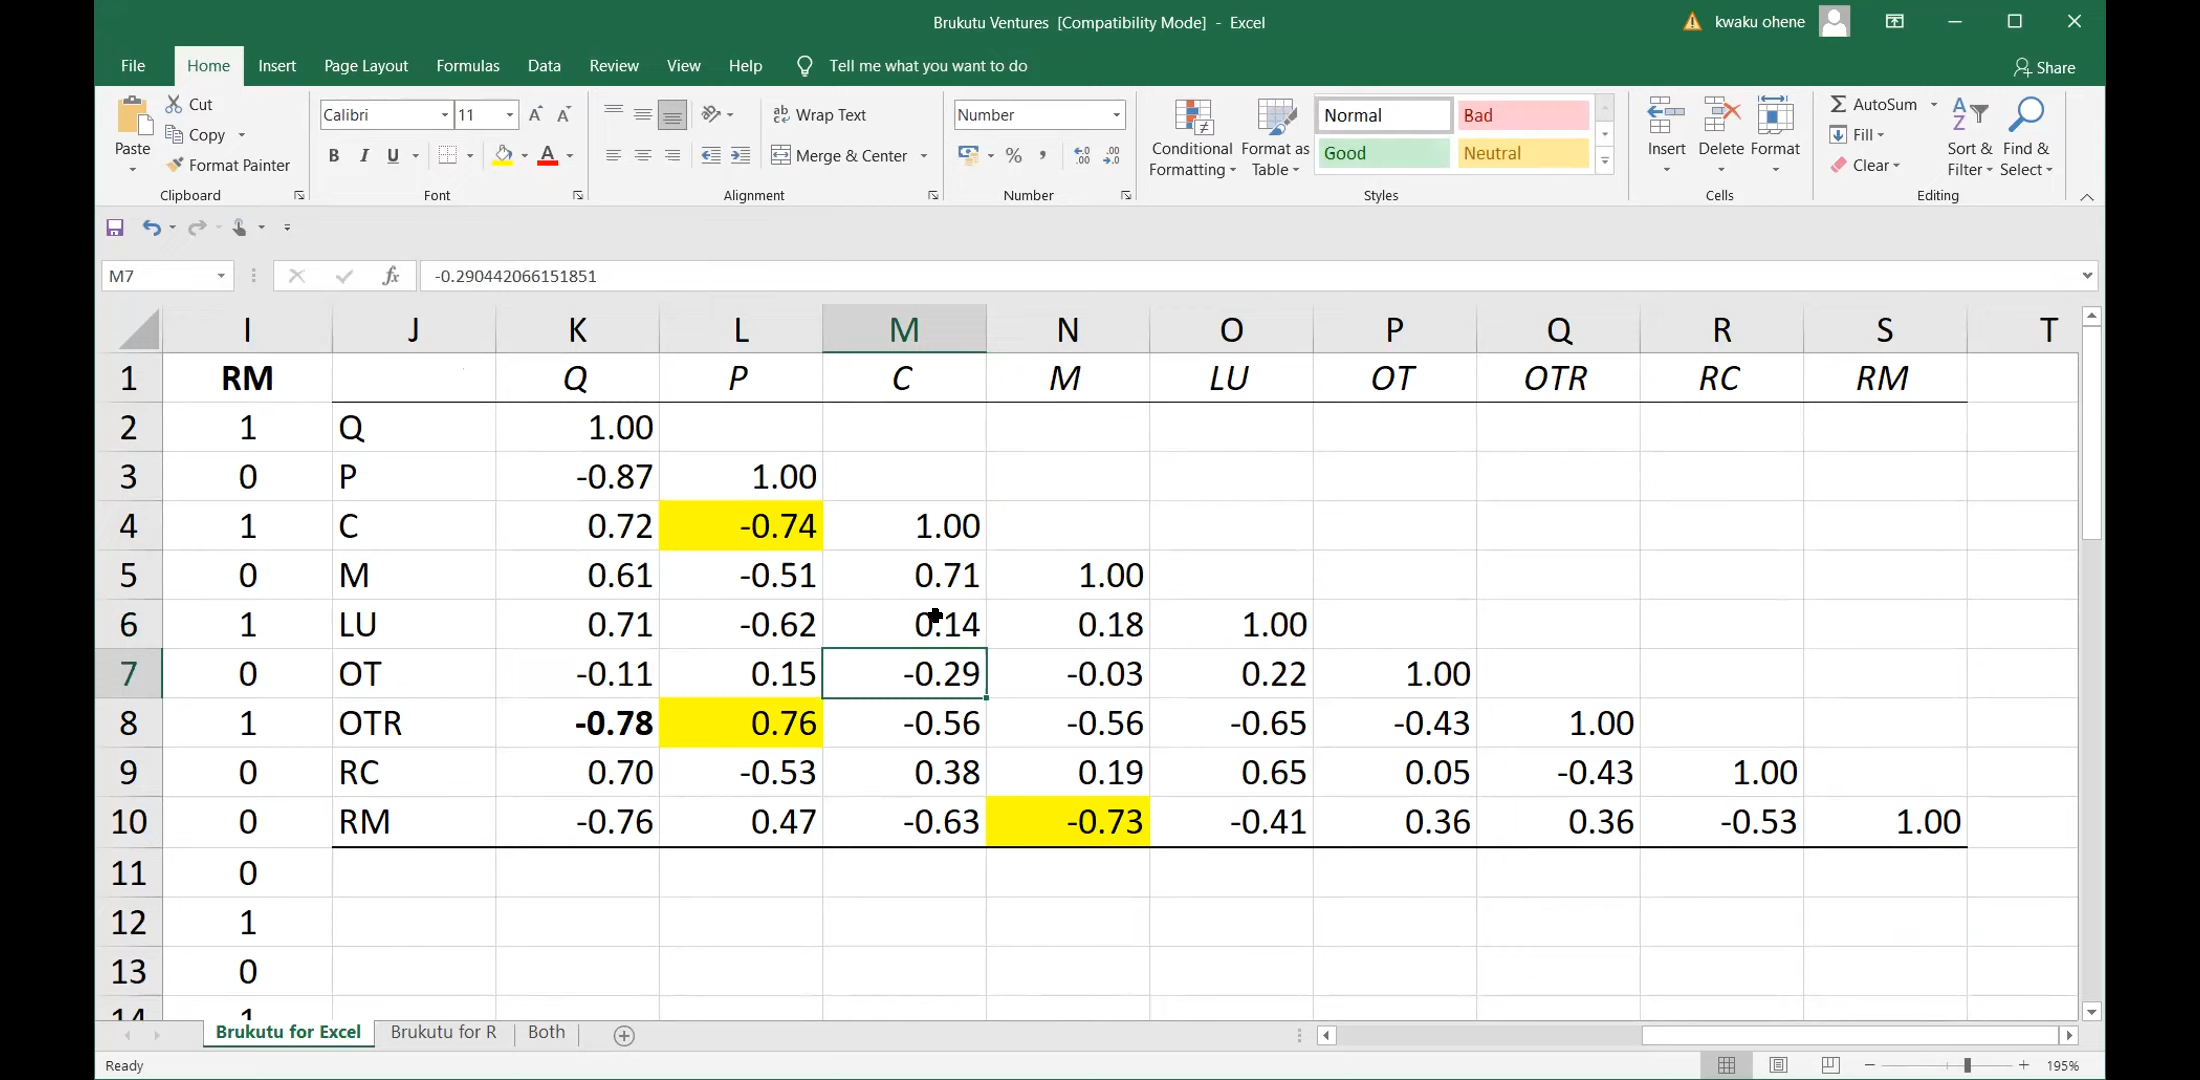 Brukutu Ventures [Compatibility Mode] - Excel
kwaku ohene
File Home Insert Page Layout Formulas Data Review View Help Tell me what you want to do
Share
Paste
Cut
Copy
Format Painter
Clipboard
Calibri 11
B I U A
Font
Wrap Text
Merge & Center
Alignment
Number
% ,
Number
Conditional Formatting
Format as Table
Normal Bad
Good Neutral
Styles
Insert Delete Format
Cells
AutoSum
Fill
Clear
Sort & Filter
Find & Select
Editing
M7 fx -0.290442066151851
I J K L M N O P Q R S T
1 RM Q P C M LU OT OTR RC RM
2 1 Q 1.00
3 0 P -0.87 1.00
4 1 C 0.72 -0.74 1.00
5 0 M 0.61 -0.51 0.71 1.00
6 1 LU 0.71 -0.62 0.14 0.18 1.00
7 0 OT -0.11 0.15 -0.29 -0.03 0.22 1.00
8 1 OTR -0.78 0.76 -0.56 -0.56 -0.65 -0.43 1.00
9 0 RC 0.70 -0.53 0.38 0.19 0.65 0.05 -0.43 1.00
10 0 RM -0.76 0.47 -0.63 -0.73 -0.41 0.36 0.36 -0.53 1.00
11 0
12 1
13 0
14 1
Brukutu for Excel Brukutu for R Both
Ready 195%